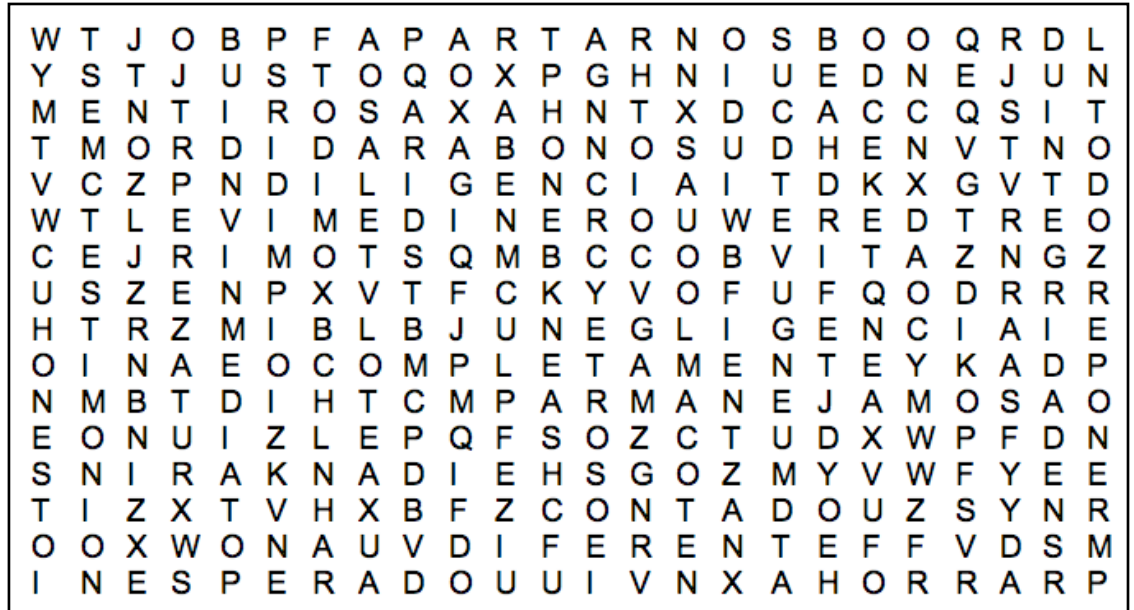 W T J O B P F A P A R T A R N O S B O O Q R D L
Y S T J U S T O Q O X P G H N I U E D N E J U N
M E N T I R O S A X A H N T X D C A C C Q S I T
T M O R D I D A R A B O N O S U D H E N V T N O
V C Z P N D I L I G E N C I A I T D K X G V T D
W T L E V I M E D I N E R O U W E R E D T R E O
C E J R I M O T S Q M B C C O B V I T A Z N G Z
U S Z E N P X V T F C K Y V O F U F Q O D R R R
H T R Z M I B L B J U N E G L I G E N C I A I E
O I N A E O C O M P L E T A M E N T E Y K A D P
N M B T D I H T C M P A R M A N E J A M O S A O
E O N U I Z L E P Q F S O Z C T U D X W P F D N
S N I R A K N A D I E H S G O Z M Y V W F Y E E
T I Z X T V H X B F Z C O N T A D O U Z S Y N R
O O X W O N A U V D I F E R E N T E F F V D S M
I N E S P E R A D O U U I V N X A H O R R A R P